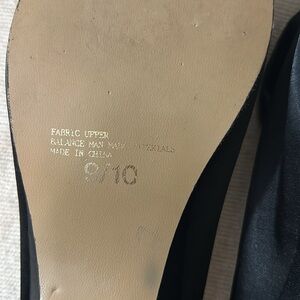 FABRIC UPPER
BALANCE MAN MADE MATERIALS
MADE IN CHINA
9/10